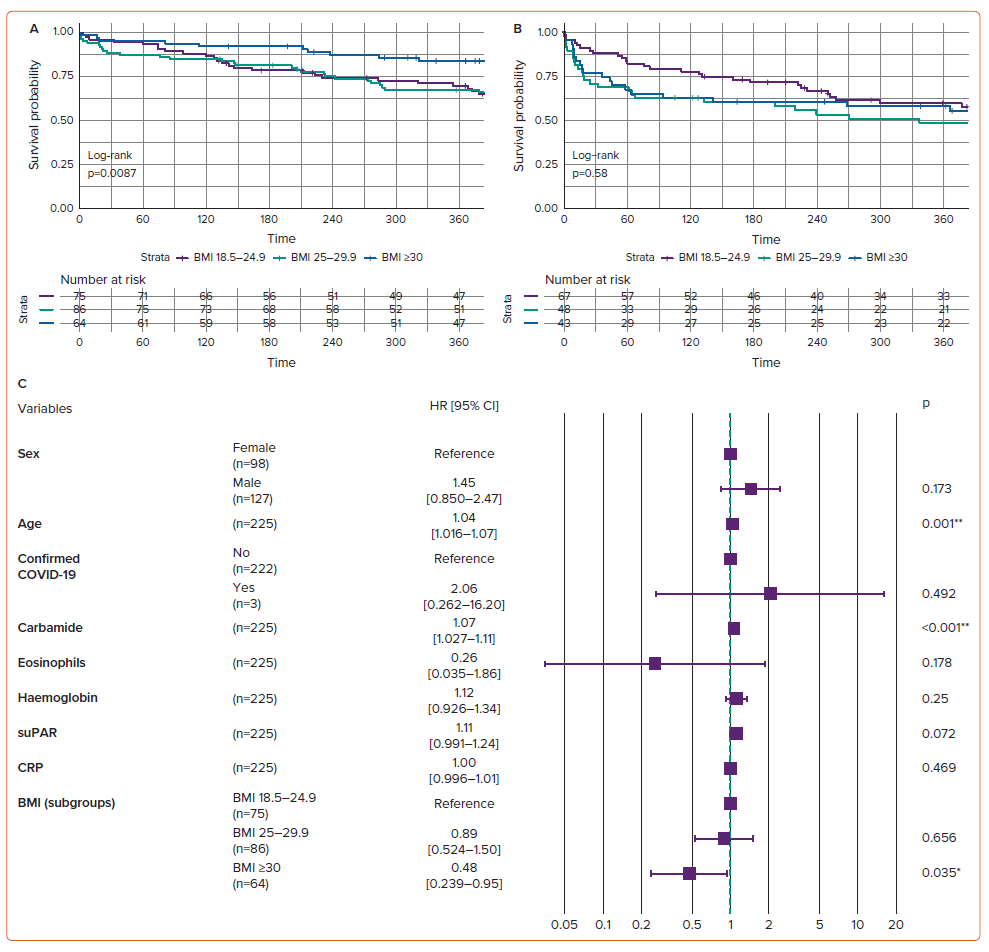 A
B
1.00
0.75
0.50
0.25
0.00
Survival probability
Log-rank
p=0.0087
0 60 120 180 240 300 360
Time
Strata BMI 18.5–24.9 BMI 25–29.9 BMI ≥30
Number at risk
Strata
75 71 66 56 51 49 47
86 75 73 68 58 52 51
64 61 59 58 53 51 47
0 60 120 180 240 300 360
Time
1.00
0.75
0.50
0.25
0.00
Survival probability
Log-rank
p=0.58
0 60 120 180 240 300 360
Time
Strata BMI 18.5–24.9 BMI 25–29.9 BMI ≥30
Number at risk
Strata
67 57 52 46 40 34 33
48 33 29 26 24 22 21
43 29 27 25 25 23 22
0 60 120 180 240 300 360
Time
C
Variables HR [95% CI] p
Sex Female (n=98) Reference
Male (n=127) 1.45 [0.850–2.47] 0.173
Age (n=225) 1.04 [1.016–1.07] 0.001**
Confirmed COVID-19 No (n=222) Reference
Yes (n=3) 2.06 [0.262–16.20] 0.492
Carbamide (n=225) 1.07 [1.027–1.11] <0.001**
Eosinophils (n=225) 0.26 [0.035–1.86] 0.178
Haemoglobin (n=225) 1.12 [0.926–1.34] 0.25
suPAR (n=225) 1.11 [0.991–1.24] 0.072
CRP (n=225) 1.00 [0.996–1.01] 0.469
BMI (subgroups) BMI 18.5–24.9 (n=75) Reference
BMI 25–29.9 (n=86) 0.89 [0.524–1.50] 0.656
BMI ≥30 (n=64) 0.48 [0.239–0.95] 0.035*
0.05 0.1 0.2 0.5 1 2 5 10 20